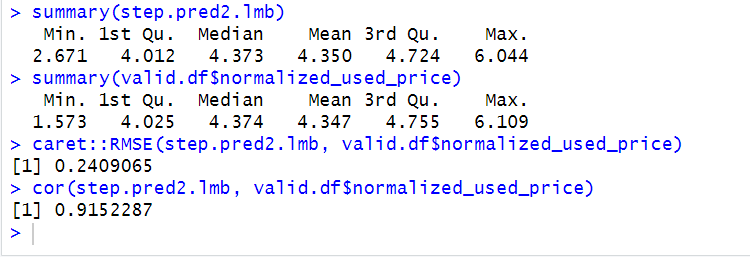 > summary(step.pred2.lmb)
   Min. 1st Qu.  Median    Mean 3rd Qu.    Max.
  2.671   4.012   4.373   4.350   4.724   6.044
> summary(valid.df$normalized_used_price)
   Min. 1st Qu.  Median    Mean 3rd Qu.    Max.
  1.573   4.025   4.374   4.347   4.755   6.109
> caret::RMSE(step.pred2.lmb, valid.df$normalized_used_price)
[1] 0.2409065
> cor(step.pred2.lmb, valid.df$normalized_used_price)
[1] 0.9152287
>